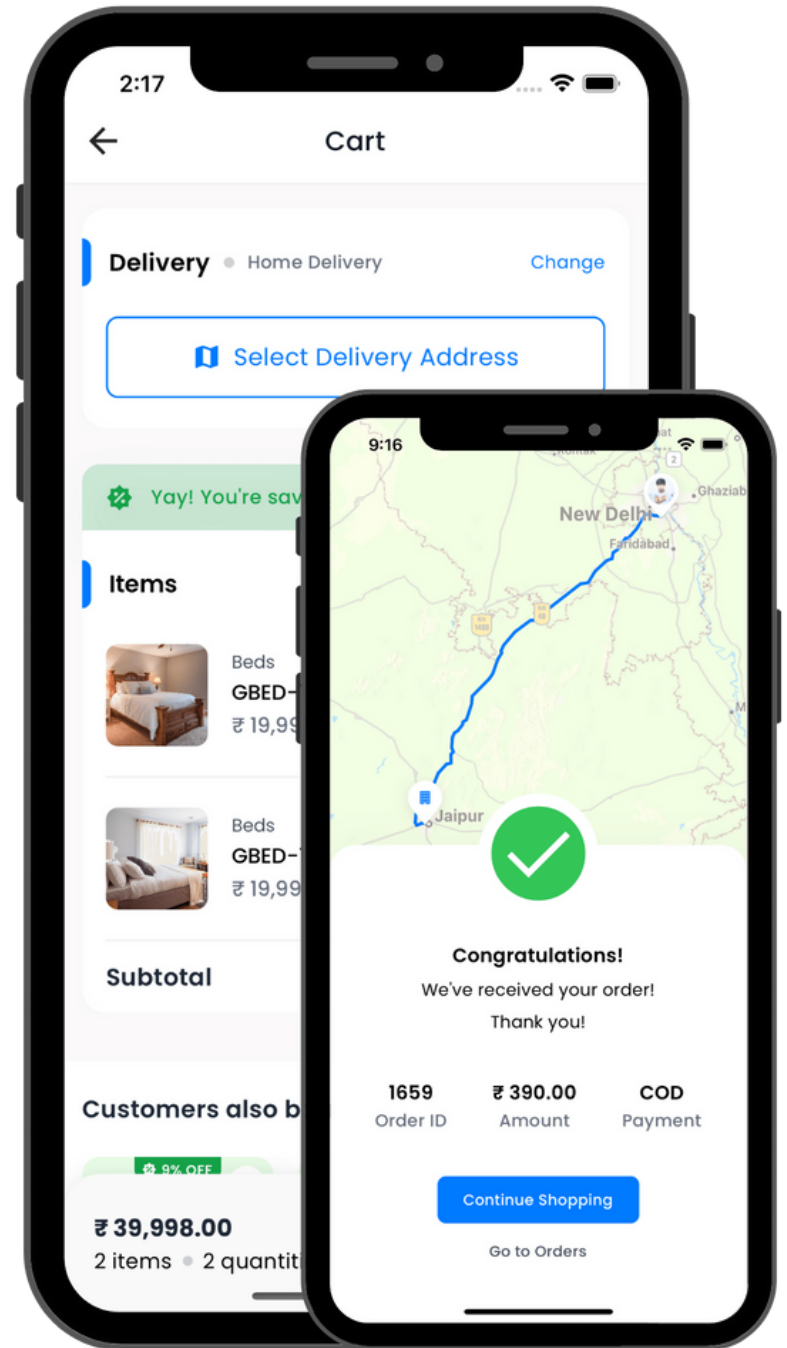 2:17
Cart
Delivery • Home Delivery
Change
Select Delivery Address
Yay! You're sav
Items
Beds
GBED-
₹ 19,99
Beds
GBED-
₹ 19,99
Subtotal
Customers also b
9% OFF
₹ 39,998.00
2 items • 2 quantiti
9:16
2
Ghaziab
New Delhi
Faridabad
48
Jaipur
Congratulations!
We've received your order!
Thank you!
1659
₹ 390.00
COD
Order ID
Amount
Payment
Continue Shopping
Go to Orders